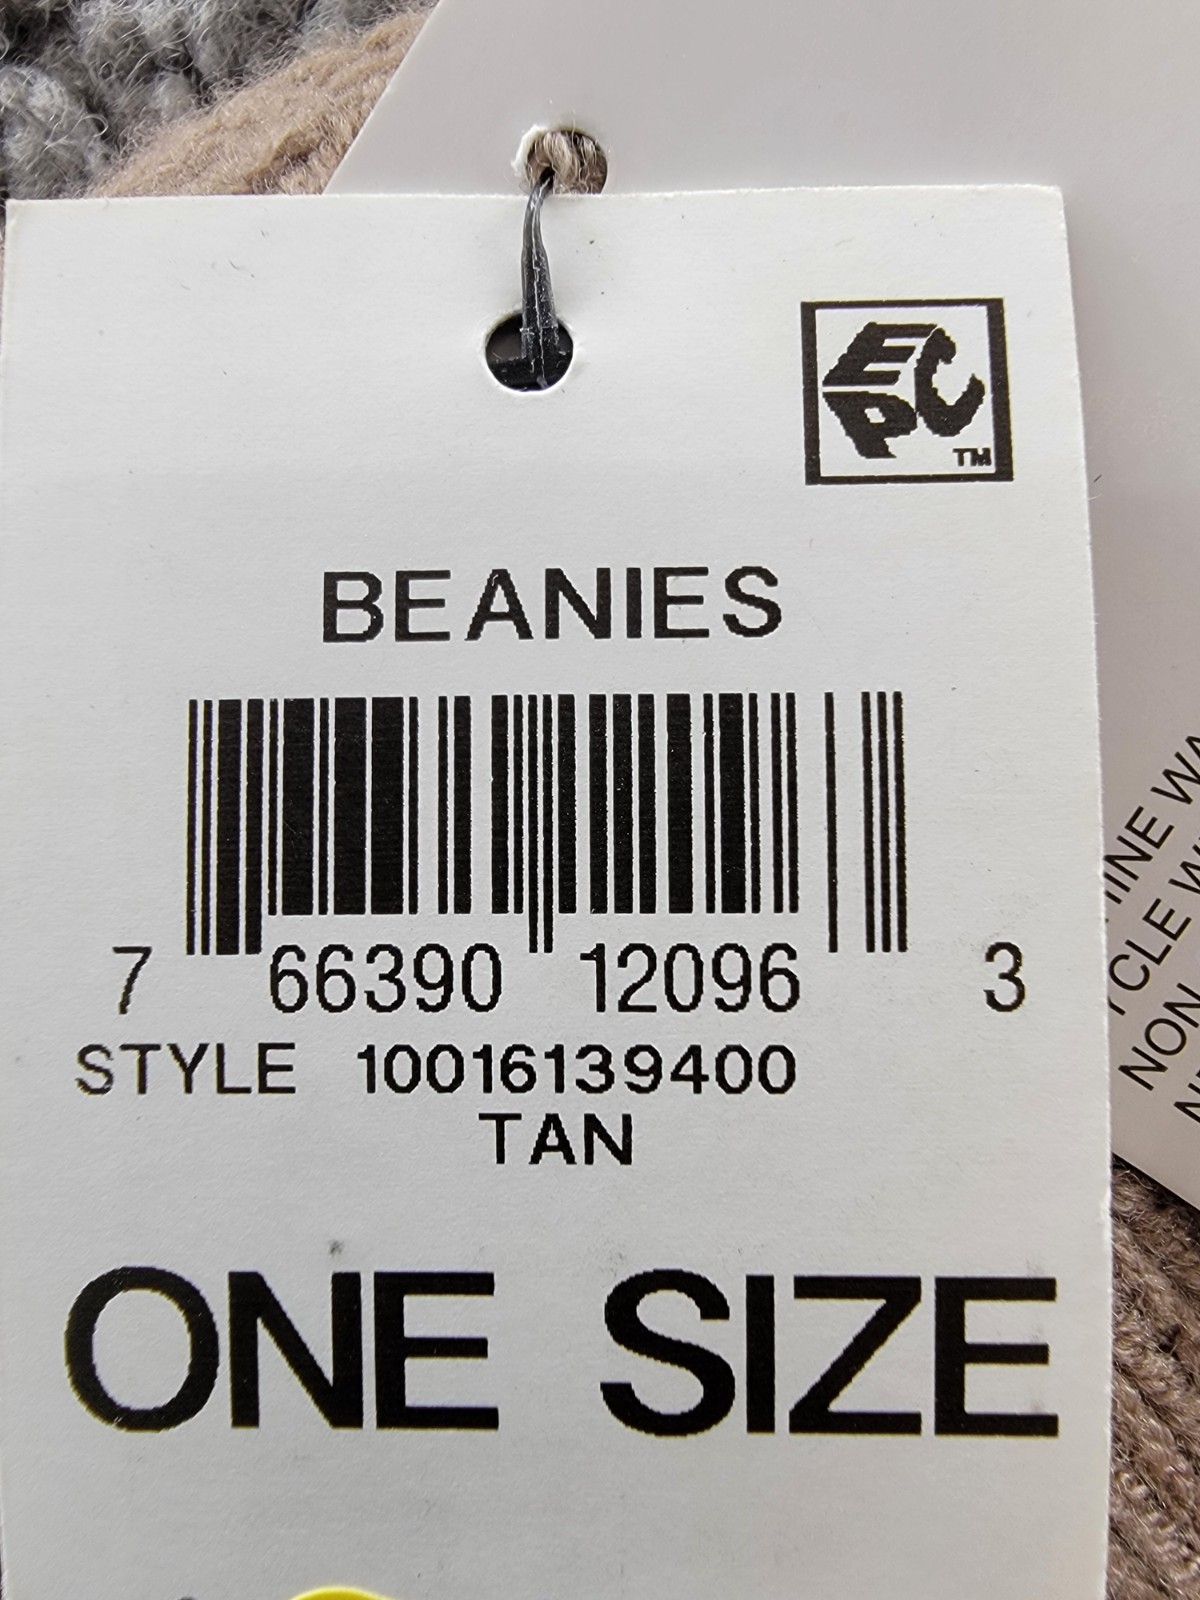 EPC
TM
BEANIES
7 66390 12096 3
STYLE 10016139400
TAN
ONE SIZE
NON